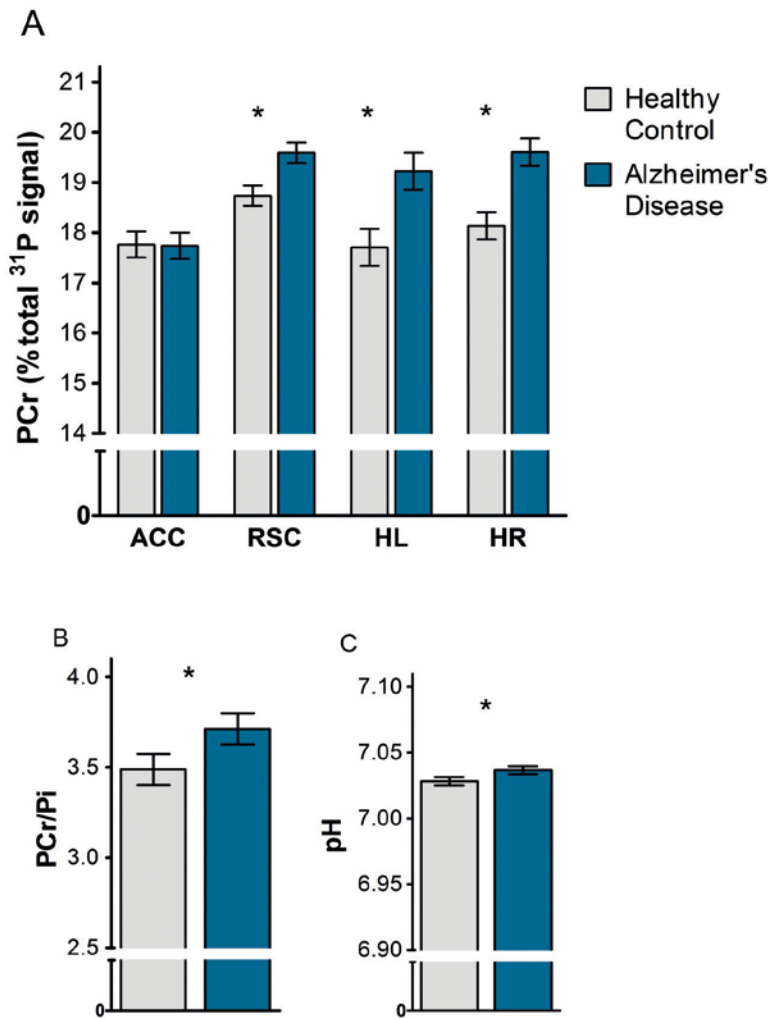 A
21
20
19
18
17
16
15
14
0
PCr (%total ³¹P signal)
* * *
Healthy
Control
Alzheimer's
Disease
ACC RSC HL HR
B
4.0
3.5
3.0
2.5
0
PCr/Pi
*
C
7.10
7.05
7.00
6.95
6.90
0
pH
*